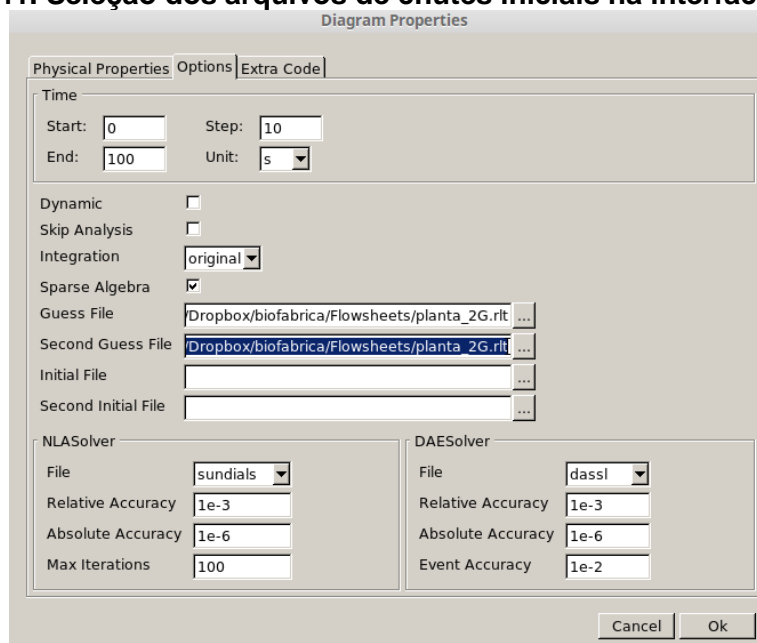 Seleção dos arquivos de chutes iniciais na
Diagram Properties
Physical Properties Options Extra Code
Time
Start: 0 Step: 10
End: 100 Unit: s
Dynamic
Skip Analysis
Integration original
Sparse Algebra
Guess File /Dropbox/biofabrica/Flowsheets/planta_2G.rlt ...
Second Guess File /Dropbox/biofabrica/Flowsheets/planta_2G.rlt ...
Initial File ...
Second Initial File ...
NLASolver DAESolver
File sundials File dassl
Relative Accuracy 1e-3 Relative Accuracy 1e-3
Absolute Accuracy 1e-6 Absolute Accuracy 1e-6
Max Iterations 100 Event Accuracy 1e-2
Cancel Ok